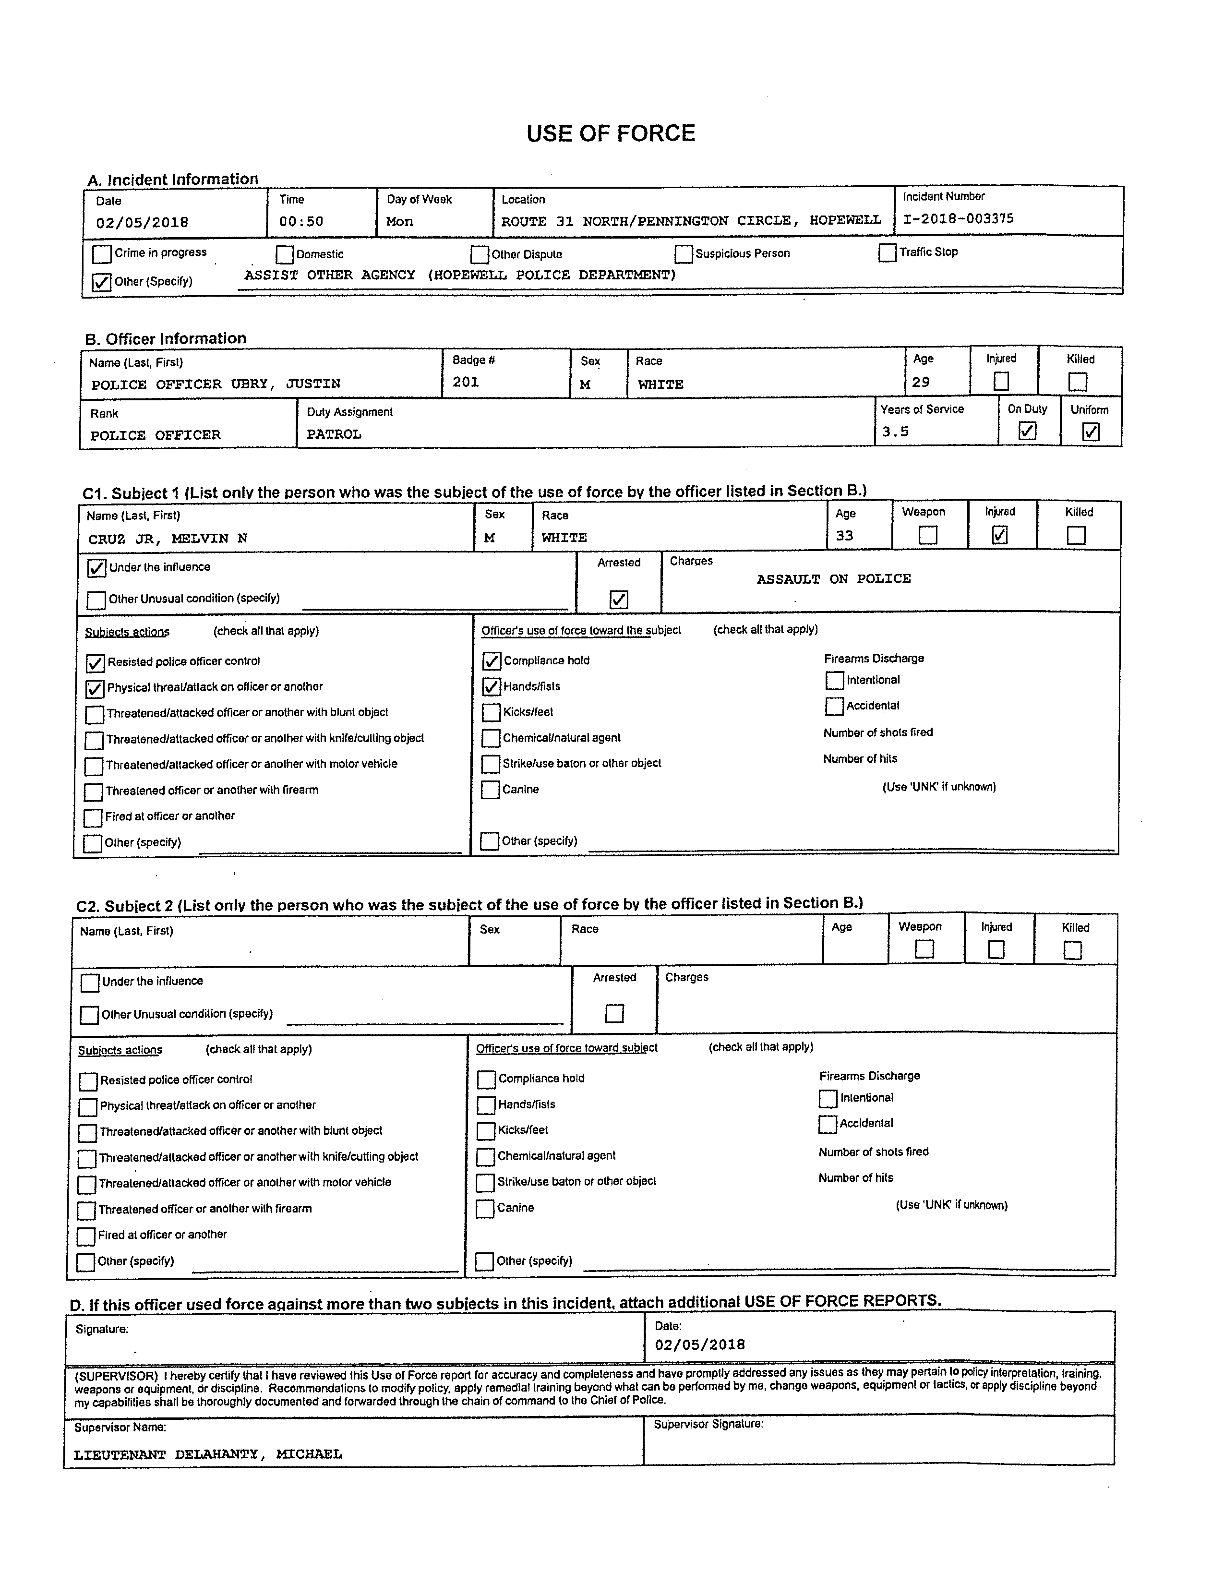 USE OF FORCE
A. Incident Information
Date Time Day of Week Location Incident Number
02/05/2018 00:50 Mon ROUTE 31 NORTH/PENNINGTON CIRCLE, HOPEWELL I-2018-003375
Crime in progress Domestic Other Dispute Suspicious Person Traffic Stop
Other (Specify) ASSIST OTHER AGENCY (HOPEWELL POLICE DEPARTMENT)
B. Officer Information
Name (Last, First) Badge # Sex Race Age Injured Killed
POLICE OFFICER UBRY, JUSTIN 201 M WHITE 29
Rank Duty Assignment Years of Service On Duty Uniform
POLICE OFFICER PATROL 3.5
C1. Subject 1 (List only the person who was the subject of the use of force by the officer listed in Section B.)
Name (Last, First) Sex Race Age Weapon Injured Killed
CRUZ JR, MELVIN N M WHITE 33
Under the influence Arrested Charges
ASSAULT ON POLICE
Other Unusual condition (specify)
Subjects actions (check all that apply) Officer's use of force toward the subject (check all that apply)
Resisted police officer control Compliance hold Firearms Discharge
Physical threat/attack on officer or another Hands/fists Intentional
Threatened/attacked officer or another with blunt object Kicks/feet Accidental
Threatened/attacked officer or another with knife/cutting object Chemical/natural agent Number of shots fired
Threatened/attacked officer or another with motor vehicle Strike/use baton or other object Number of hits
Threatened officer or another with firearm Canine (Use 'UNK' if unknown)
Fired at officer or another
Other (specify) Other (specify)
C2. Subject 2 (List only the person who was the subject of the use of force by the officer listed in Section B.)
Name (Last, First) Sex Race Age Weapon Injured Killed
Under the influence Arrested Charges
Other Unusual condition (specify)
Subjects actions (check all that apply) Officer's use of force toward subject (check all that apply)
Resisted police officer control Compliance hold Firearms Discharge
Physical threat/attack on officer or another Hands/fists Intentional
Threatened/attacked officer or another with blunt object Kicks/feet Accidental
Threatened/attacked officer or another with knife/cutting object Chemical/natural agent Number of shots fired
Threatened/attacked officer or another with motor vehicle Strike/use baton or other object Number of hits
Threatened officer or another with firearm Canine (Use 'UNK' if unknown)
Fired at officer or another
Other (specify) Other (specify)
D. If this officer used force against more than two subjects in this incident, attach additional USE OF FORCE REPORTS.
Signature: Date:
02/05/2018
(SUPERVISOR) I hereby certify that I have reviewed this Use of Force report for accuracy and completeness and have promptly addressed any issues as they may pertain to policy interpretation, training,
weapons or equipment, or discipline. Recommendations to modify policy, apply remedial training beyond what can be performed by me, change weapons, equipment or tactics, or apply discipline beyond
my capabilities shall be thoroughly documented and forwarded through the chain of command to the Chief of Police.
Supervisor Name: Supervisor Signature:
LIEUTENANT DELAHANTY, MICHAEL